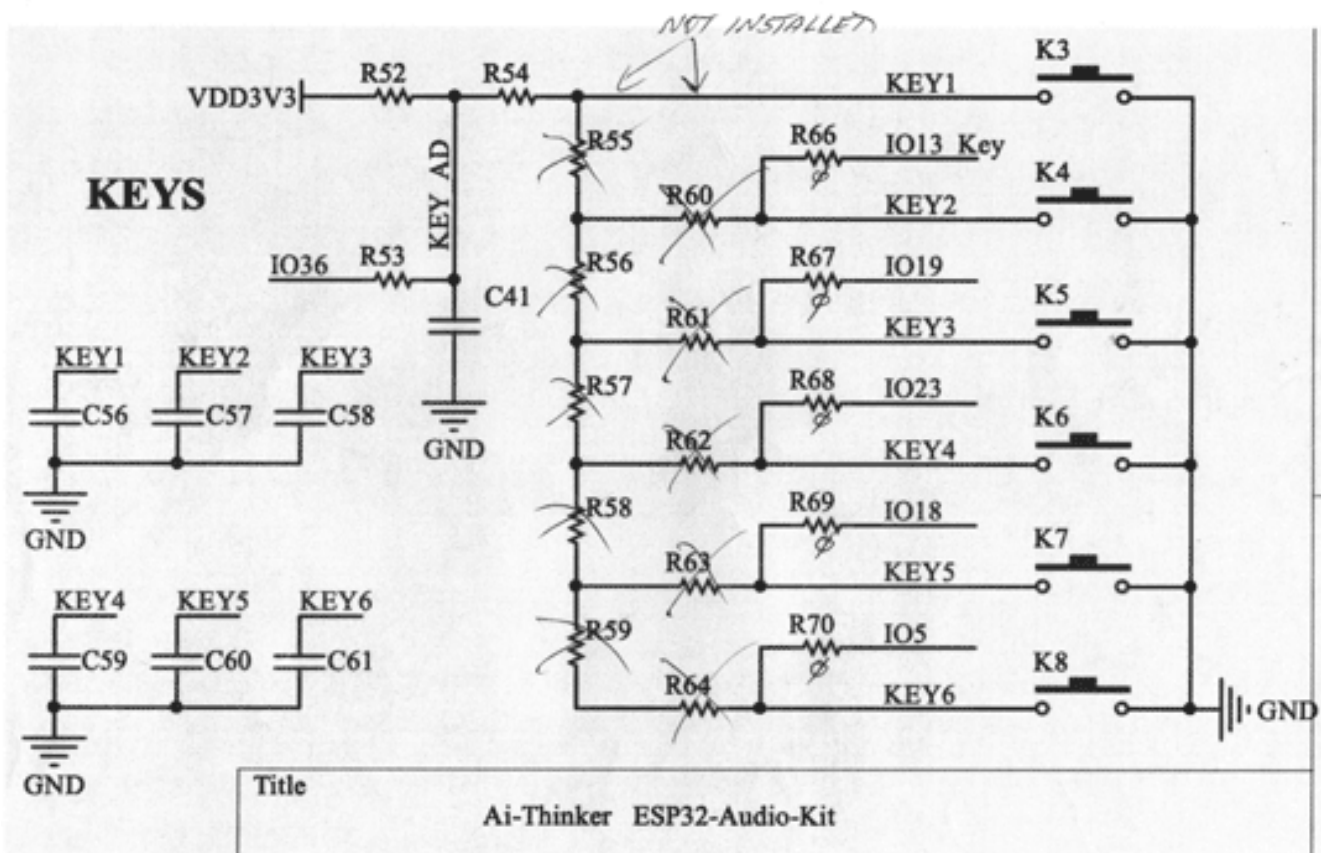 NOT INSTALLED
K3
R52
R54
VDD3V3
KEY1
R55
R66
IO13 Key
KEY AD
K4
KEYS
R60
KEY2
R56
R67
IO19
IO36
R53
K5
C41
R61
KEY3
KEY1
KEY2
KEY3
R57
R68
IO23
C56
C57
C58
K6
GND
R62
KEY4
R58
R69
IO18
GND
K7
R63
KEY5
KEY4
KEY5
KEY6
R59
R70
IO5
C59
C60
C61
K8
R64
KEY6
GND
GND
Title
Ai-Thinker ESP32-Audio-Kit